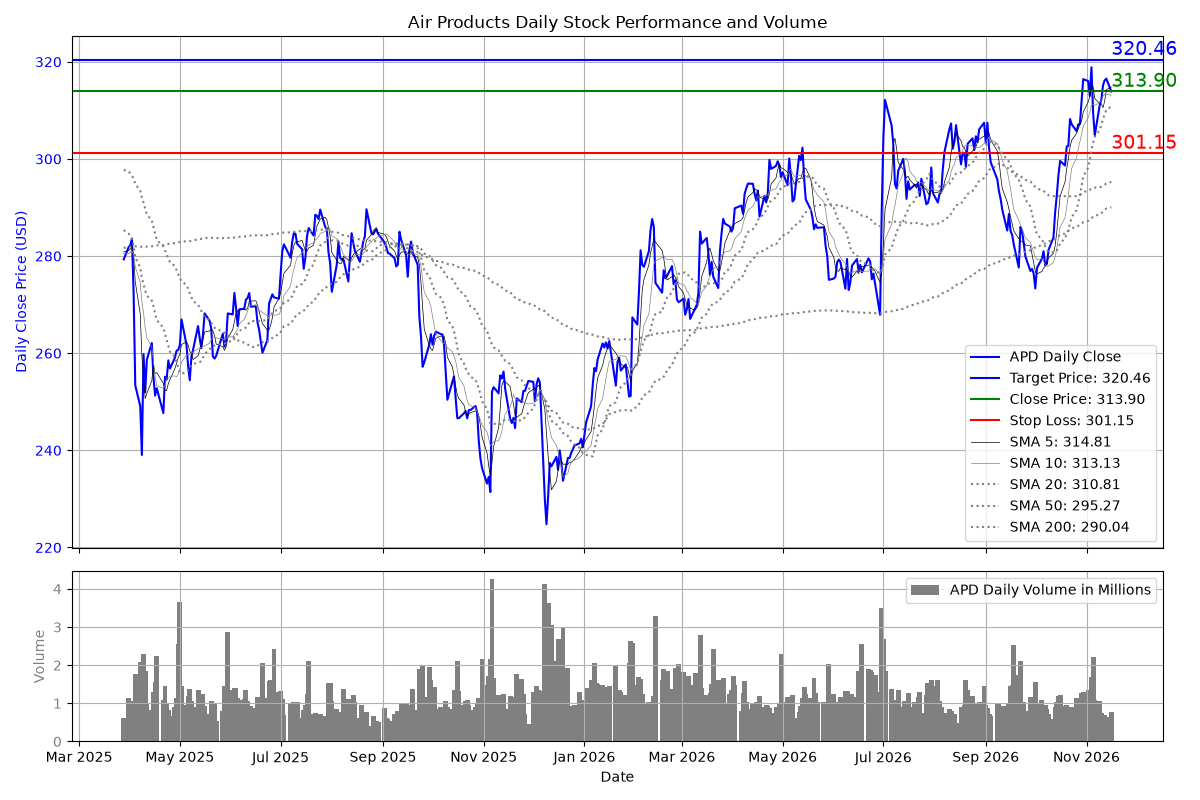 Air Products Daily Stock Performance and Volume
Daily Close Price (USD)
320
300
280
260
240
220
320.46
313.90
301.15
APD Daily Close
Target Price: 320.46
Close Price: 313.90
Stop Loss: 301.15
SMA 5: 314.81
SMA 10: 313.13
SMA 20: 310.81
SMA 50: 295.27
SMA 200: 290.04
Volume
4
3
2
1
0
APD Daily Volume in Millions
Mar 2025 May 2025 Jul 2025 Sep 2025 Nov 2025 Jan 2026 Mar 2026 May 2026 Jul 2026 Sep 2026 Nov 2026
Date